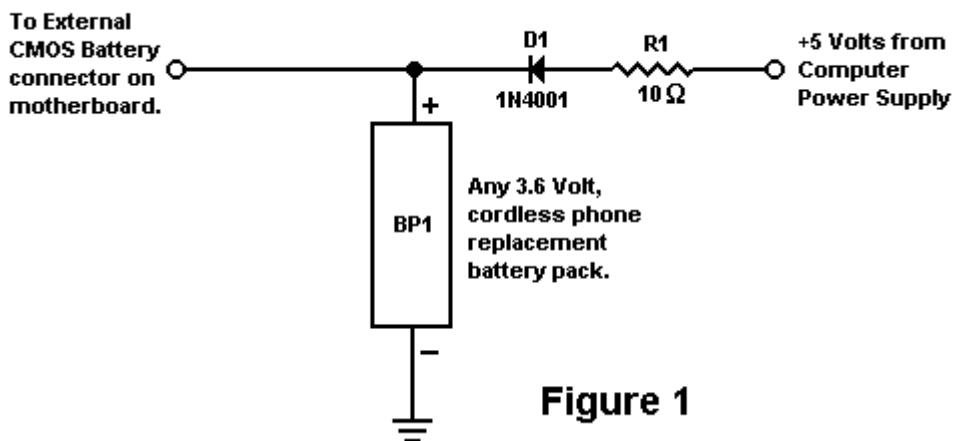 To External
CMOS Battery
connector on
motherboard.
D1
1N4001
R1
10Ω
+5 Volts from
Computer
Power Supply
+
BP1
Any 3.6 Volt,
cordless phone
replacement
battery pack.
−
Figure 1